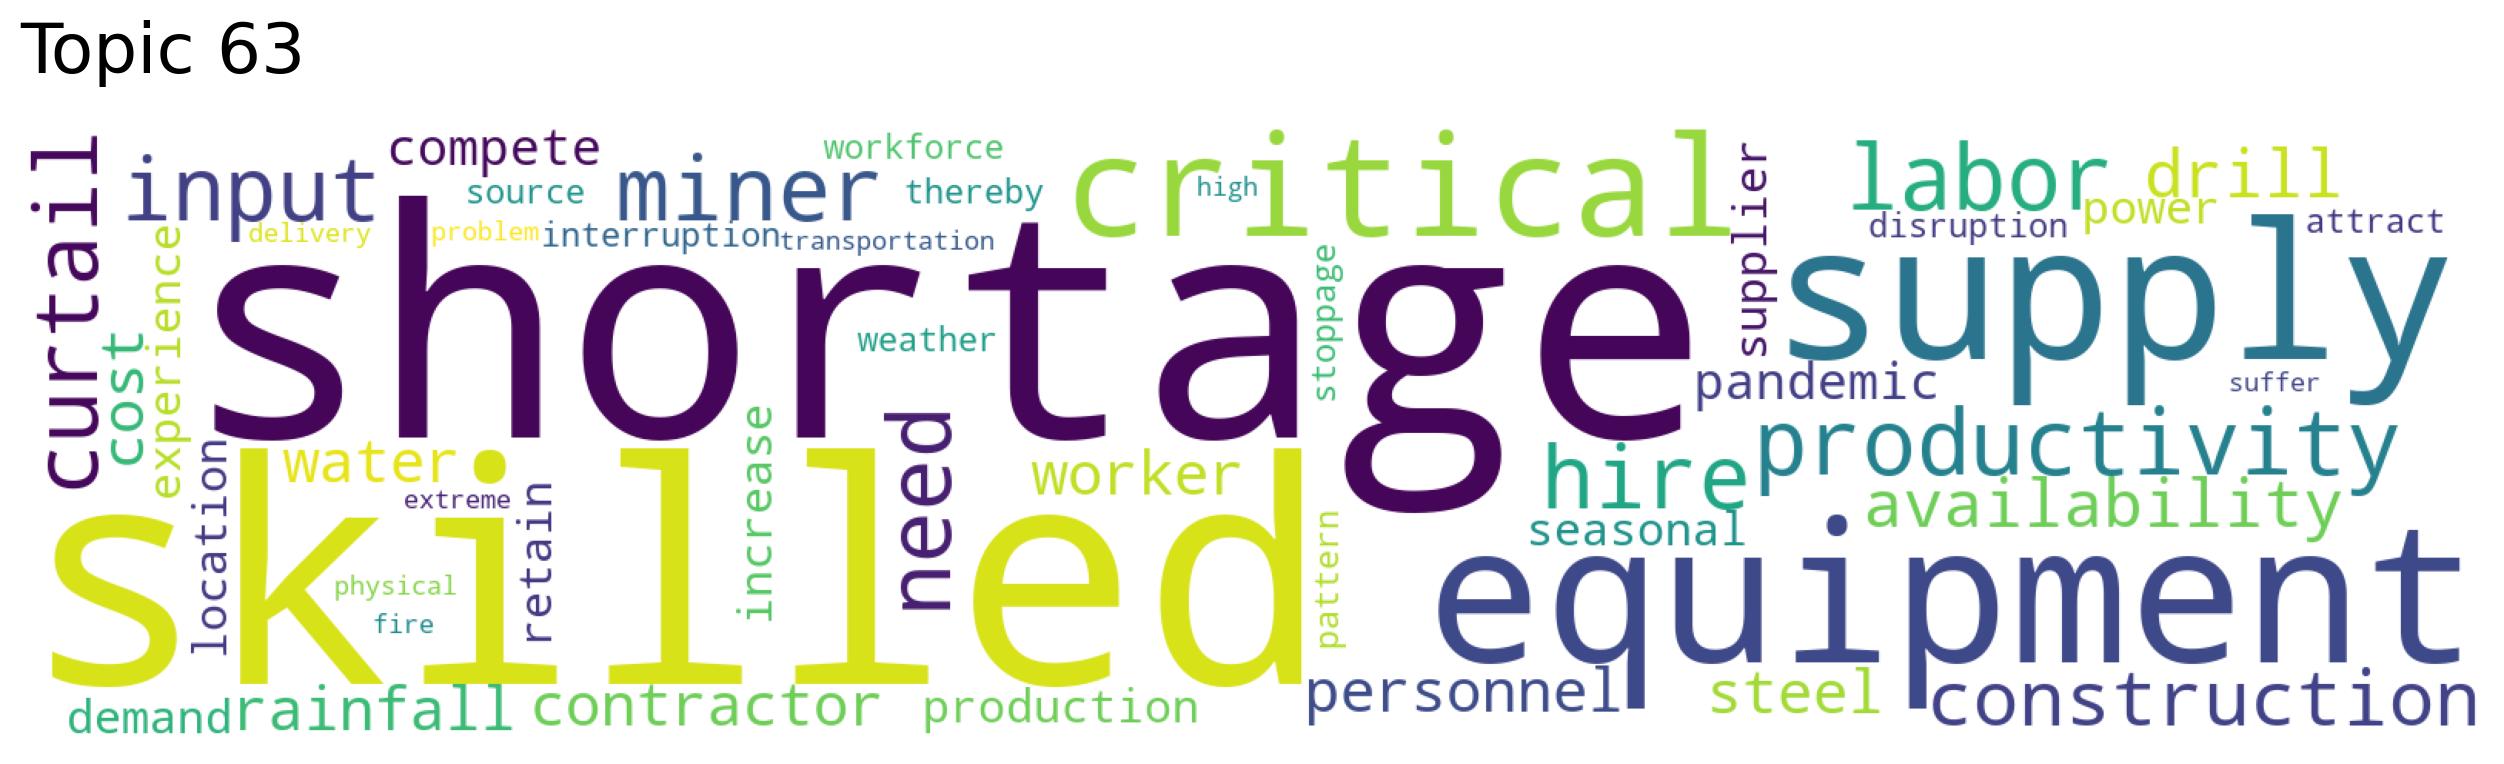 Topic 63
curtail
input
compete
source
miner
workforce
thereby
critical
high
supplier
labor
drill
power
disruption
attract
delivery
problem
interruption
transportation
experience
cost
shortage
weather
stoppage
supply
pandemic
suffer
productivity
location
water
extreme
retain
increase
need
worker
hire
seasonal
availability
skilled
physical
fire
pattern
equipment
demand
rainfall
contractor
production
personnel
steel
construction